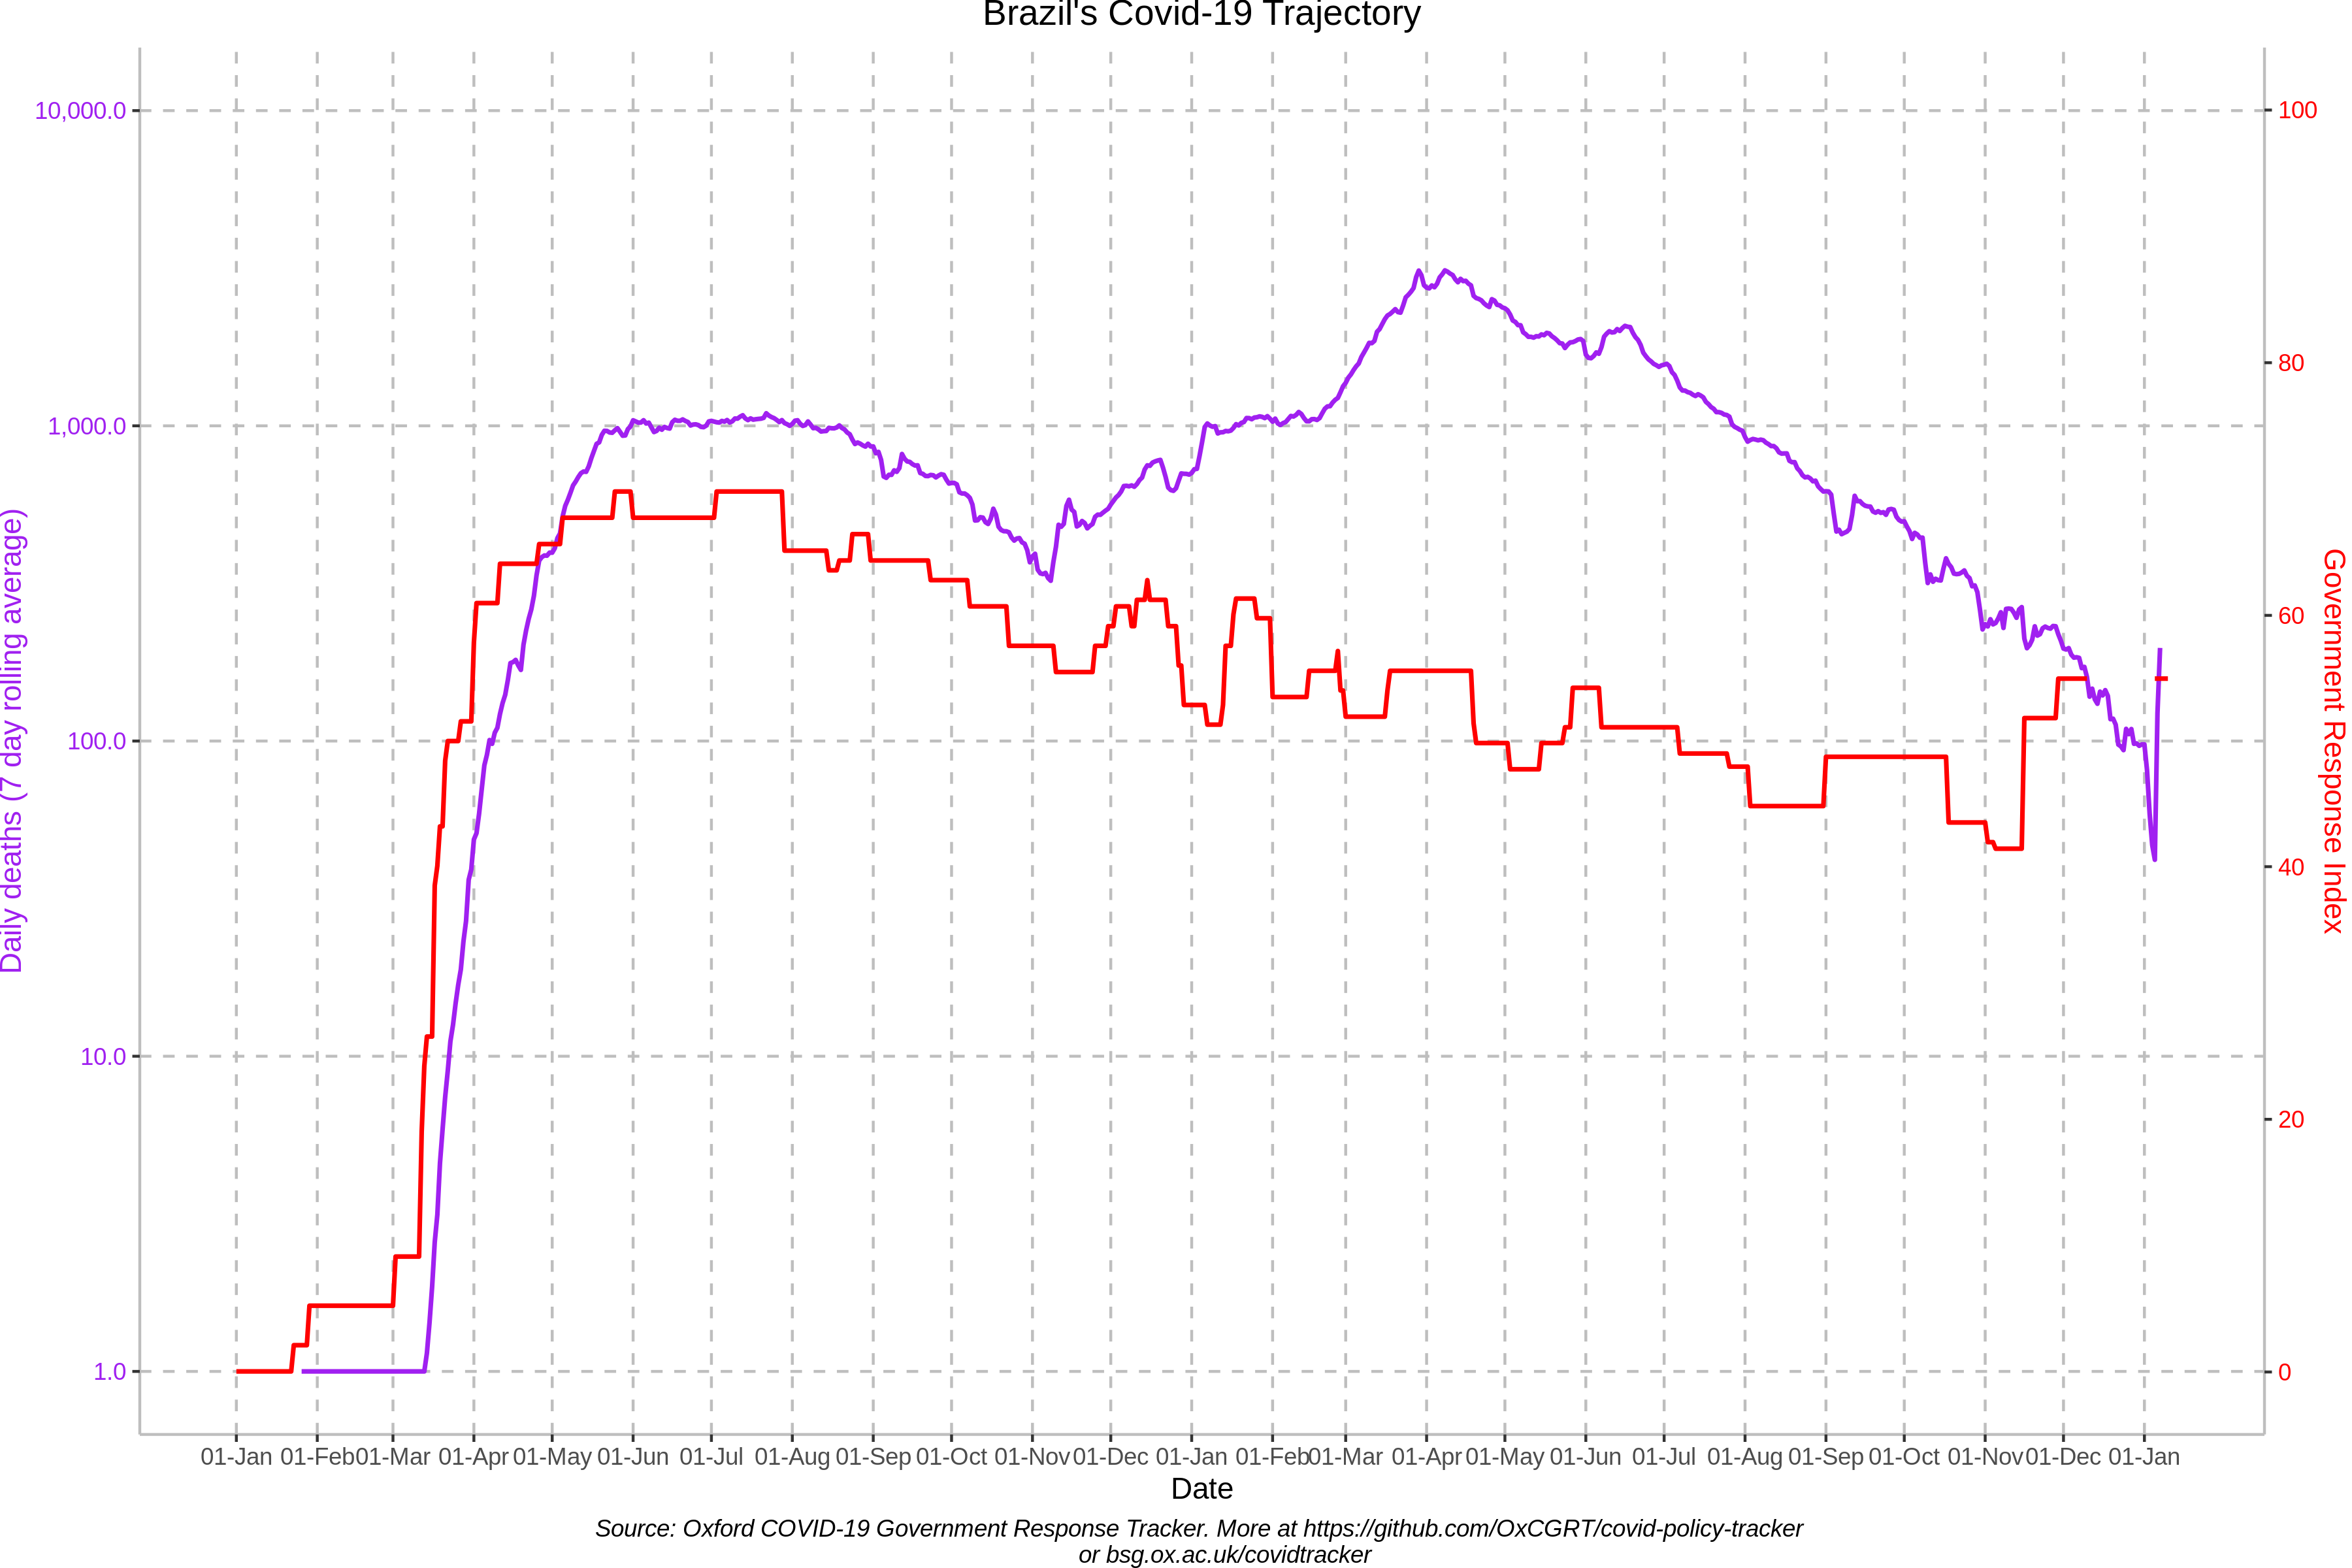 Brazil's Covid-19 Trajectory
10,000.0
1,000.0
100.0
10.0
1.0
Daily deaths (7 day rolling average)
100
80
60
40
20
0
Government Response Index
01-Jan 01-Feb 01-Mar 01-Apr 01-May 01-Jun 01-Jul 01-Aug 01-Sep 01-Oct 01-Nov 01-Dec 01-Jan 01-Feb 01-Mar 01-Apr 01-May 01-Jun 01-Jul 01-Aug 01-Sep 01-Oct 01-Nov 01-Dec 01-Jan
Date
Source: Oxford COVID-19 Government Response Tracker. More at https://github.com/OxCGRT/covid-policy-tracker
or bsg.ox.ac.uk/covidtracker